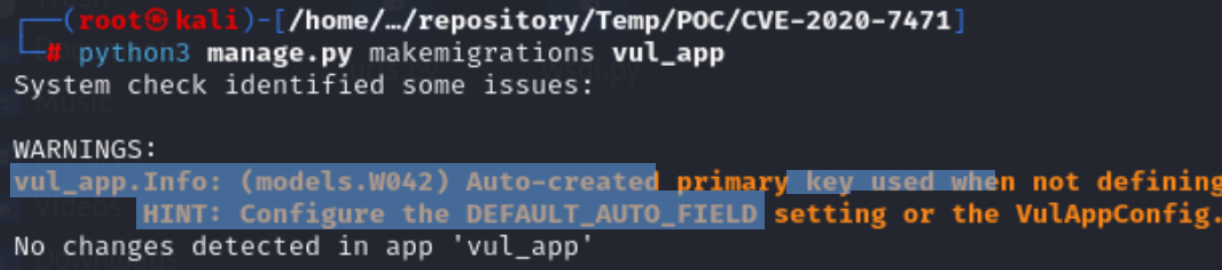 ┌──(root㉿kali)-[/home/…/repository/Temp/POC/CVE-2020-7471]
└─# python3 manage.py makemigrations vul_app
System check identified some issues:
WARNINGS:
vul_app.Info: (models.W042) Auto-created primary key used when not defining
HINT: Configure the DEFAULT_AUTO_FIELD setting or the VulAppConfig.
No changes detected in app 'vul_app'